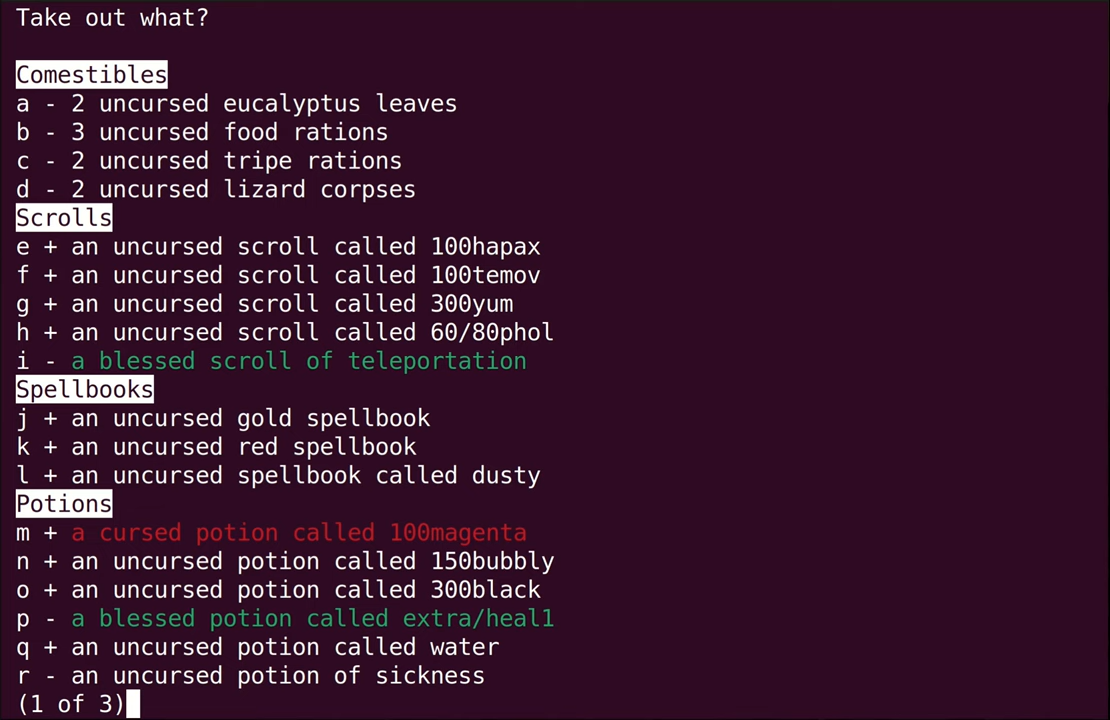 Take out what?
Comestibles
a - 2 uncursed eucalyptus leaves
b - 3 uncursed food rations
c - 2 uncursed tripe rations
d - 2 uncursed lizard corpses
Scrolls
e + an uncursed scroll called 100hapax
f + an uncursed scroll called 100temov
g + an uncursed scroll called 300yum
h + an uncursed scroll called 60/80phol
i - a blessed scroll of teleportation
Spellbooks
j + an uncursed gold spellbook
k + an uncursed red spellbook
l + an uncursed spellbook called dusty
Potions
m + a cursed potion called 100magenta
n + an uncursed potion called 150bubbly
o + an uncursed potion called 300black
p - a blessed potion called extra/heal1
q + an uncursed potion called water
r - an uncursed potion of sickness
(1 of 3)